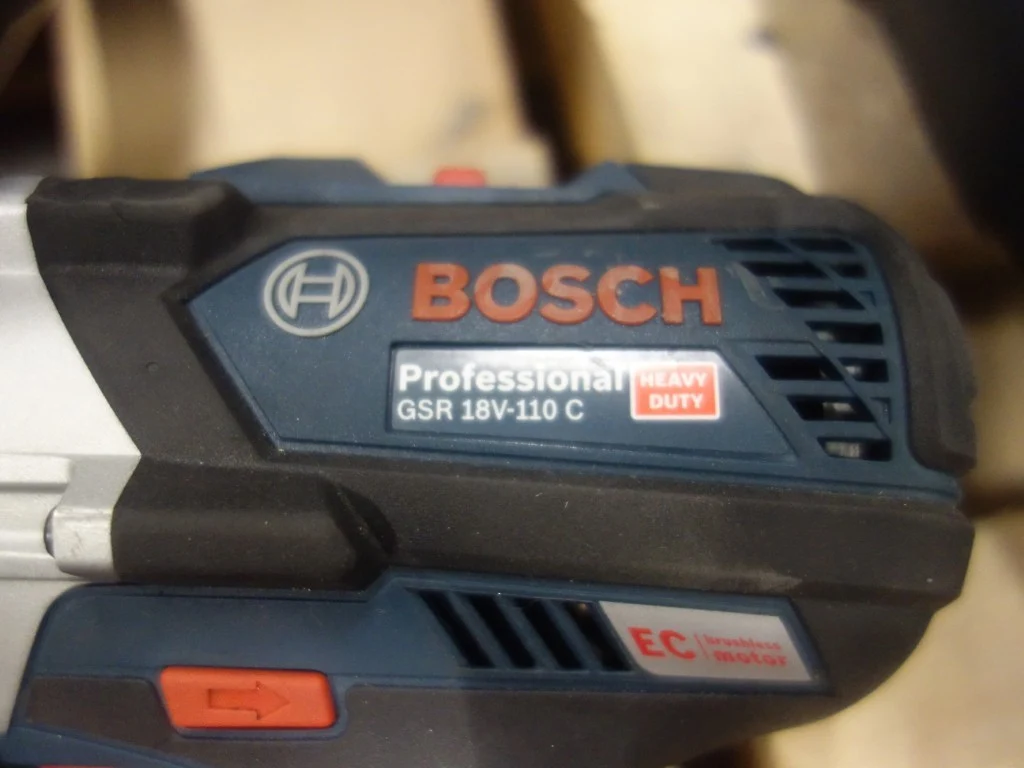 BOSCH
Professional
GSR 18V-110 C
HEAVY
DUTY
EC
brushless
motor